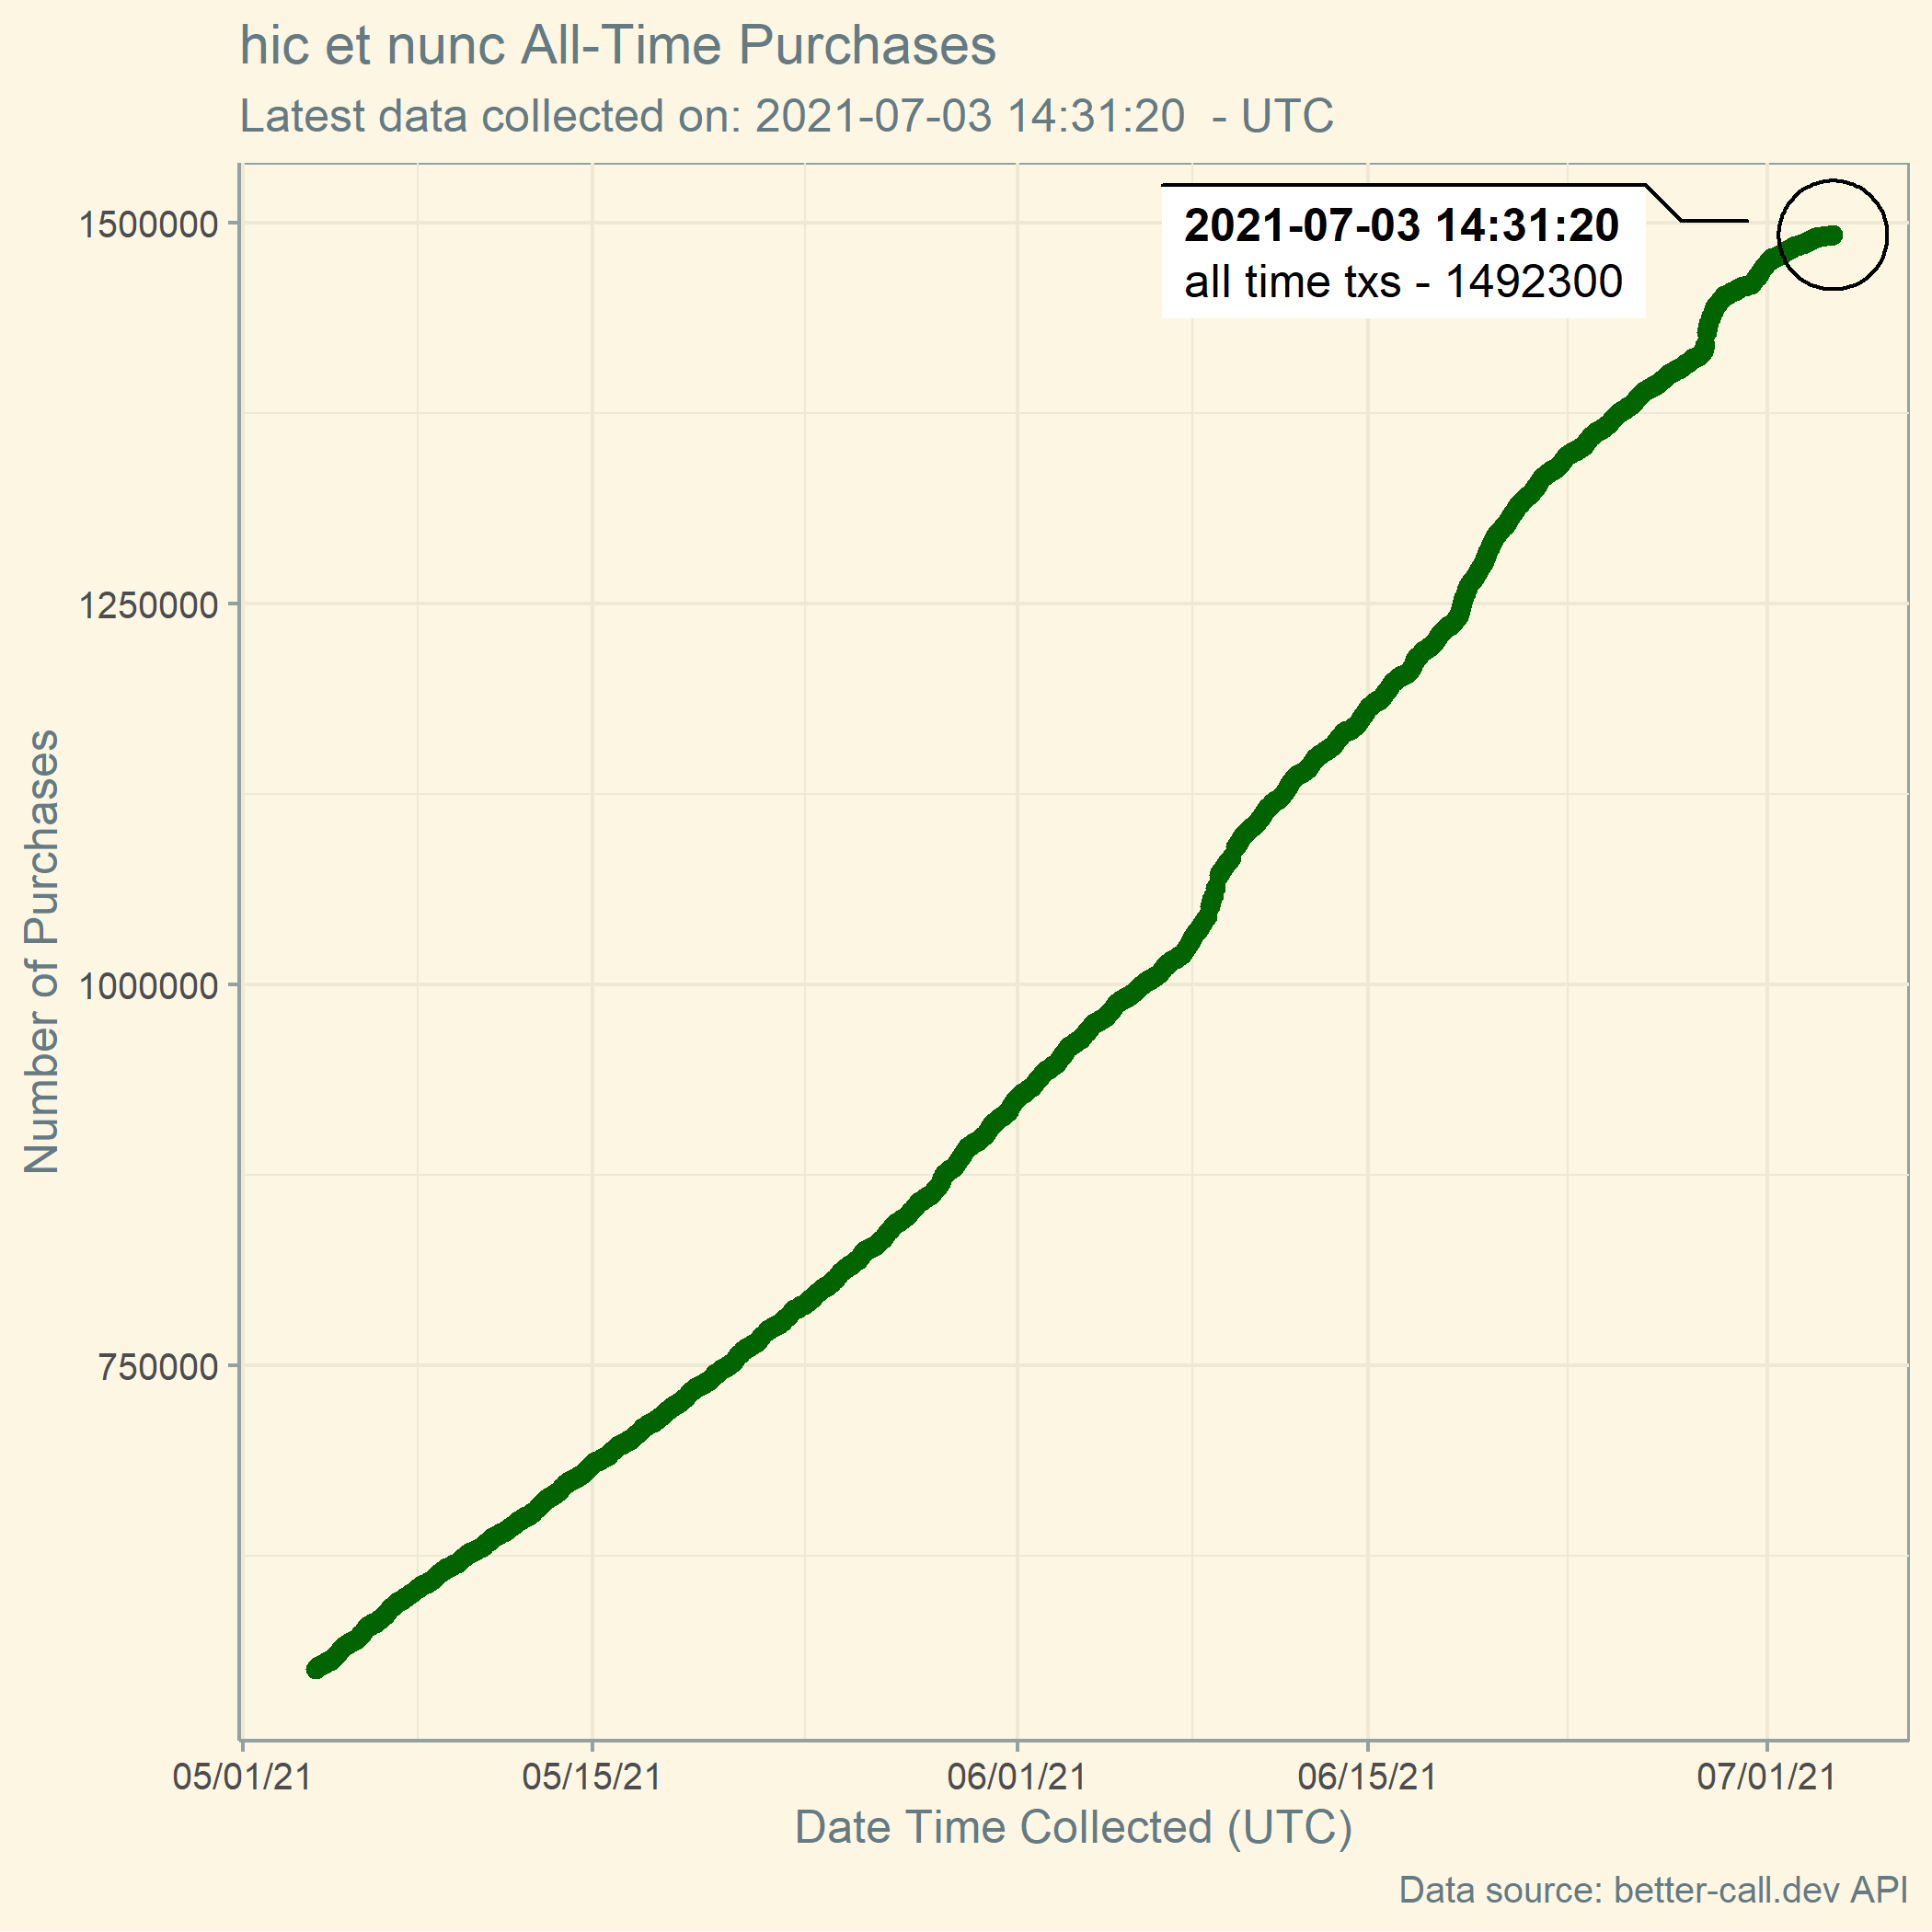 hic et nunc All-Time Purchases
Latest data collected on: 2021-07-03 14:31:20  - UTC
2021-07-03 14:31:20
all time txs - 1492300
1500000
1250000
1000000
750000
Number of Purchases
05/01/21
05/15/21
06/01/21
06/15/21
07/01/21
Date Time Collected (UTC)
Data source: better-call.dev API